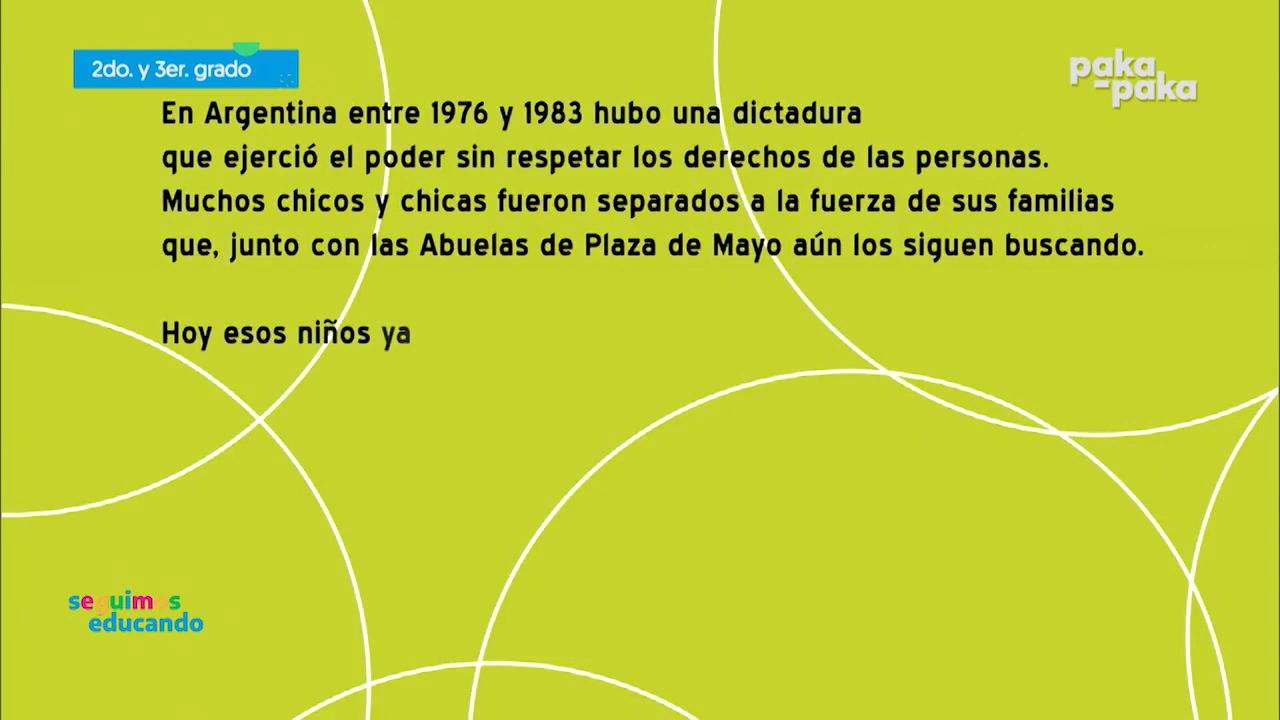 2do. y 3er. grado
paka
-paka
En Argentina entre 1976 y 1983 hubo una dictadura
que ejerció el poder sin respetar los derechos de las personas.
Muchos chicos y chicas fueron separados a la fuerza de sus familias
que, junto con las Abuelas de Plaza de Mayo aún los siguen buscando.
Hoy esos niños ya
seguimos
educando